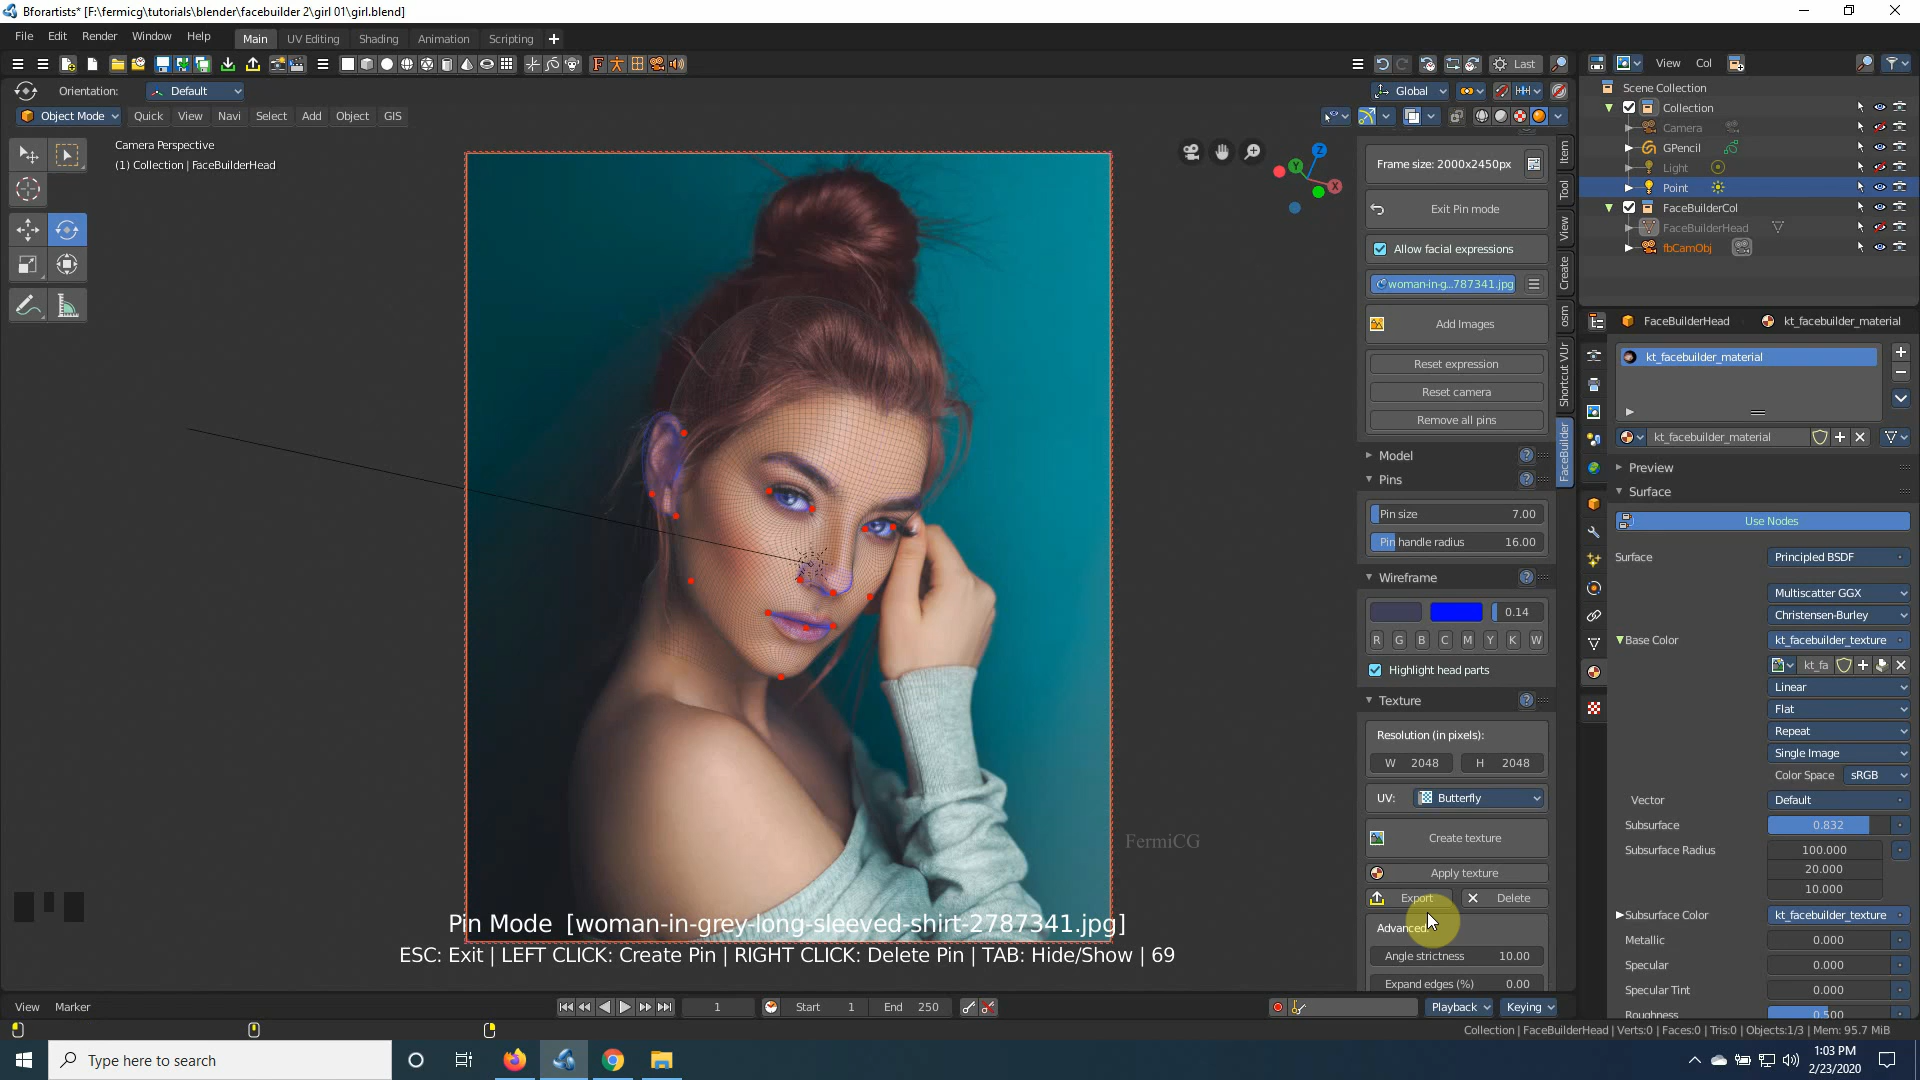 Bforartists* [F:\fermicg\tutorials\blender\facebuilder 2\girl 01\girl.blend]
File Edit Render Window Help
Main UV Editing Shading Animation Scripting
Last
View Col
Orientation: Default
Global
Object Mode Quick View Navi Select Add Object GIS
Camera Perspective
(1) Collection | FaceBuilderHead
Z
Y
X
Frame size: 2000x2450px
Exit Pin mode
Allow facial expressions
woman-in-g...787341.jpg
Add Images
Reset expression
Reset camera
Remove all pins
Model
Pins
Pin size 7.00
Pin handle radius 16.00
Wireframe
0.14
R G B C M Y K W
Highlight head parts
Texture
Resolution (in pixels):
W 2048 H 2048
UV: Butterfly
Create texture
Apply texture
Export Delete
Advanced
Angle strictness 10.00
Expand edges (%) 0.00
Item
Tool
View
Create
osm
Shortcut VUr
FaceBuilder
Scene Collection
Collection
Camera
GPencil
Light
Point
FaceBuilderCol
FaceBuilderHead
fbCamObj
FaceBuilderHead kt_facebuilder_material
kt_facebuilder_material
kt_facebuilder_material
Preview
Surface
Use Nodes
Surface Principled BSDF
Multiscatter GGX
Christensen-Burley
Base Color kt_facebuilder_texture
kt_fa
Linear
Flat
Repeat
Single Image
Color Space sRGB
Vector Default
Subsurface 0.832
Subsurface Radius 100.000
20.000
10.000
Subsurface Color kt_facebuilder_texture
Metallic 0.000
Specular 0.000
Specular Tint 0.000
Roughness 0.500
FermiCG
Pin Mode [woman-in-grey-long-sleeved-shirt-2787341.jpg]
ESC: Exit | LEFT CLICK: Create Pin | RIGHT CLICK: Delete Pin | TAB: Hide/Show | 69
View Marker
1
Start 1 End 250
Playback Keying
Collection | FaceBuilderHead | Verts:0 | Faces:0 | Tris:0 | Objects:1/3 | Mem: 95.7 MiB
Type here to search
1:03 PM
2/23/2020